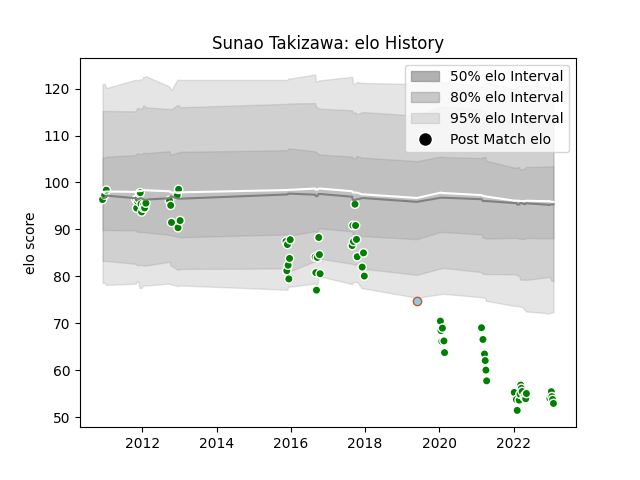 Sunao Takizawa: elo History
50% elo Interval
80% elo Interval
95% elo Interval
Post Match elo
elo score
120
110
100
90
80
70
60
50
2012
2014
2016
2018
2020
2022